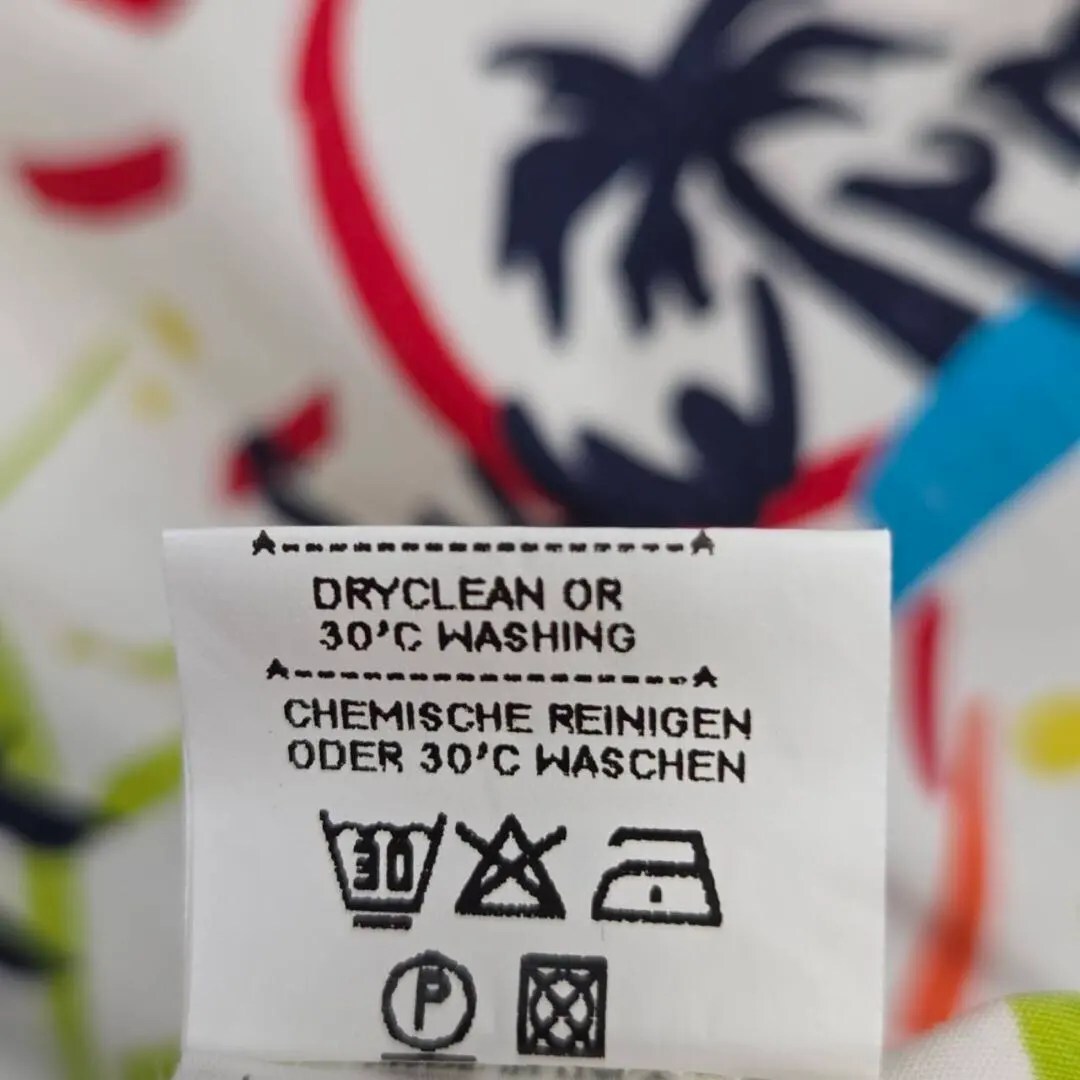 DRYCLEAN OR
30'C WASHING
CHEMISCHE REINIGEN
ODER 30'C WASCHEN
30
P